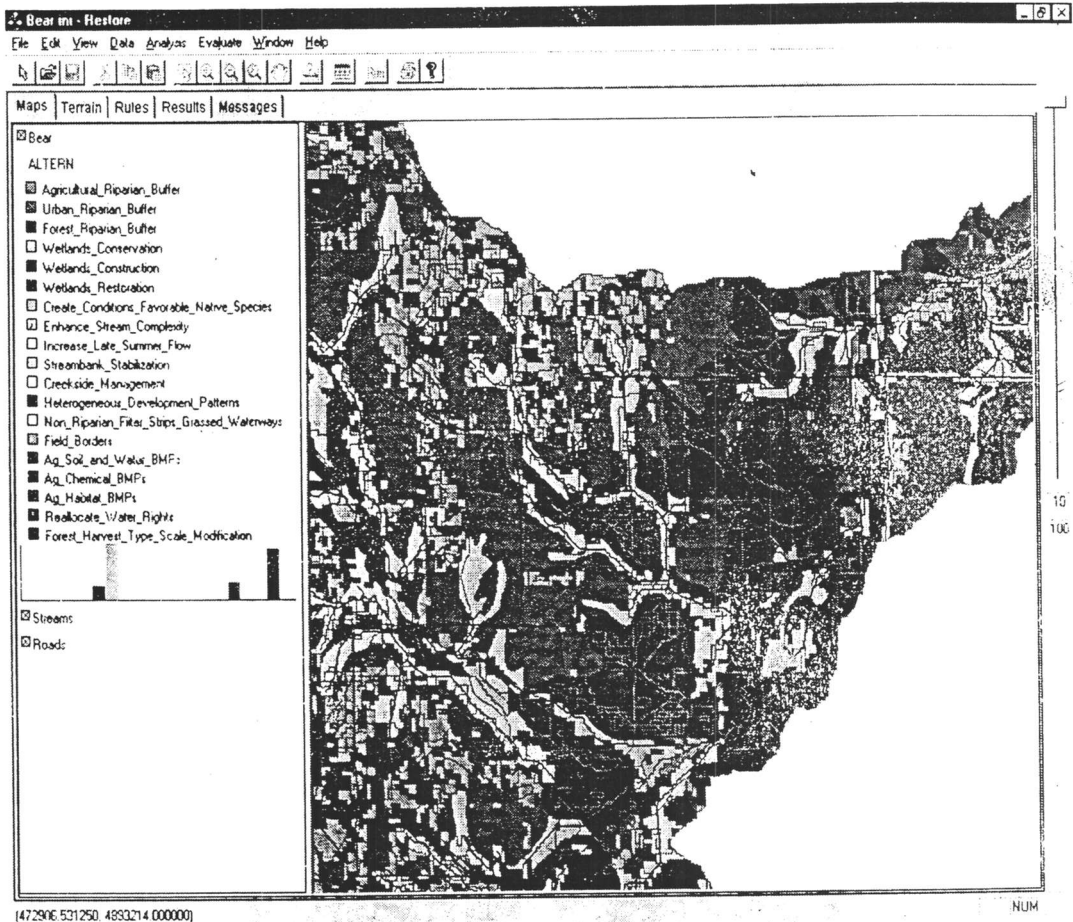 Bear.ini - Restore
File Edit View Data Analysis Evaluate Window Help
Maps Terrain Rules Results Messages
Bear
ALTERN
Agricultural_Riparian_Buffer
Urban_Riparian_Buffer
Forest_Riparian_Buffer
Wetlands_Conservation
Wetlands_Construction
Wetlands_Restoration
Create_Conditions_Favorable_Native_Species
Enhance_Stream_Complexity
Increase_Late_Summer_Flow
Streambank_Stabilization
Creekside_Management
Heterogeneous_Development_Patterns
Non_Riparian_Filter_Strips_Grassed_Waterways
Field_Borders
Ag_Soil_and_Water_BMPs
Ag_Chemical_BMPs
Ag_Habitat_BMPs
Reallocate_Water_Rights
Forest_Harvest_Type_Scale_Modification
Streams
Roads
10
100
(472906.531250, 4893214.000000)
NUM